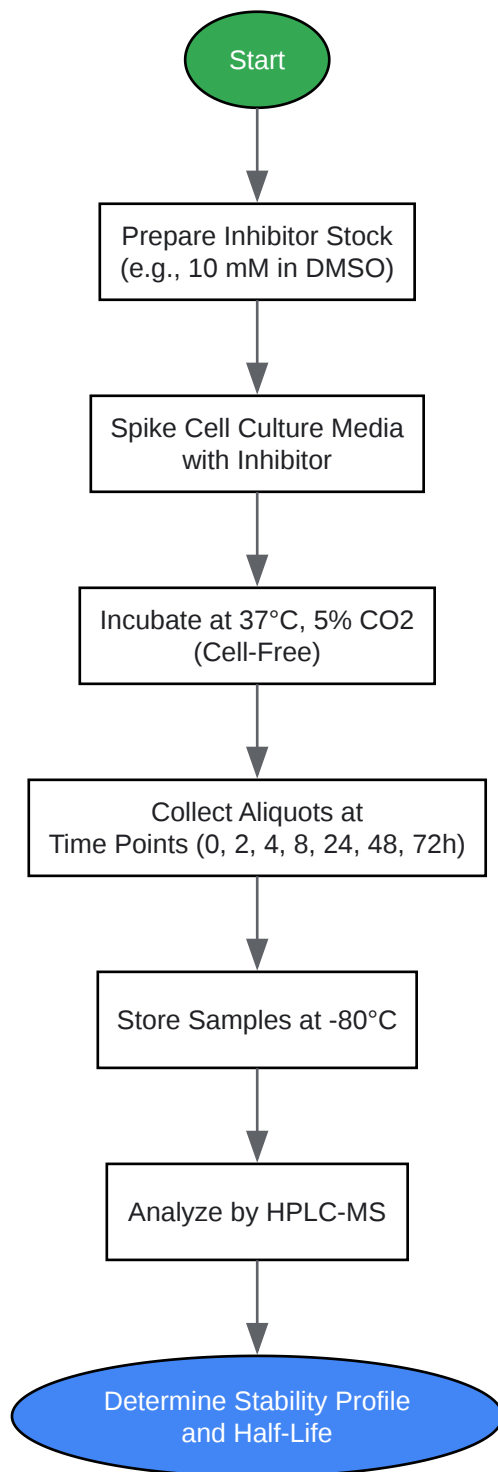 Start
Prepare Inhibitor Stock
(e.g., 10 mM in DMSO)
Spike Cell Culture Media
with Inhibitor
Incubate at 37°C, 5% CO2
(Cell-Free)
Collect Aliquots at
Time Points (0, 2, 4, 8, 24, 48, 72h)
Store Samples at -80°C
Analyze by HPLC-MS
Determine Stability Profile
and Half-Life